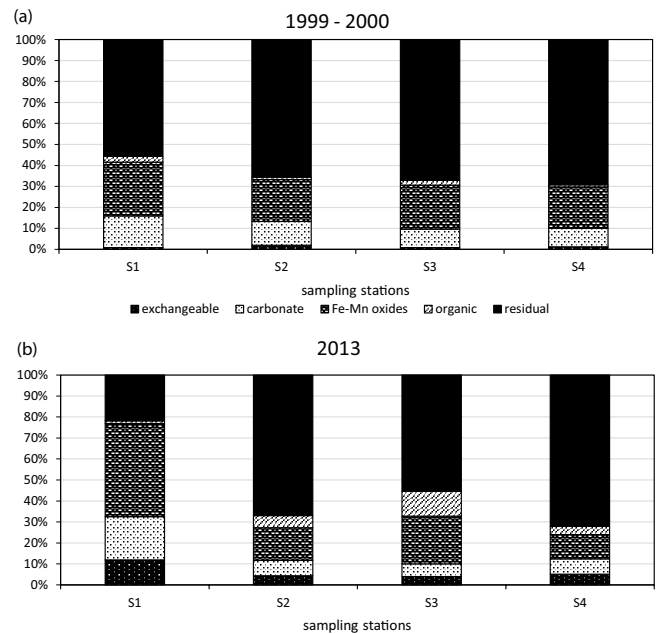 (a)
1999 - 2000
100%
90%
80%
70%
60%
50%
40%
30%
20%
10%
0%
S1 S2 S3 S4
sampling stations
exchangeable carbonate Fe-Mn oxides organic residual
(b)
2013
100%
90%
80%
70%
60%
50%
40%
30%
20%
10%
0%
S1 S2 S3 S4
sampling stations